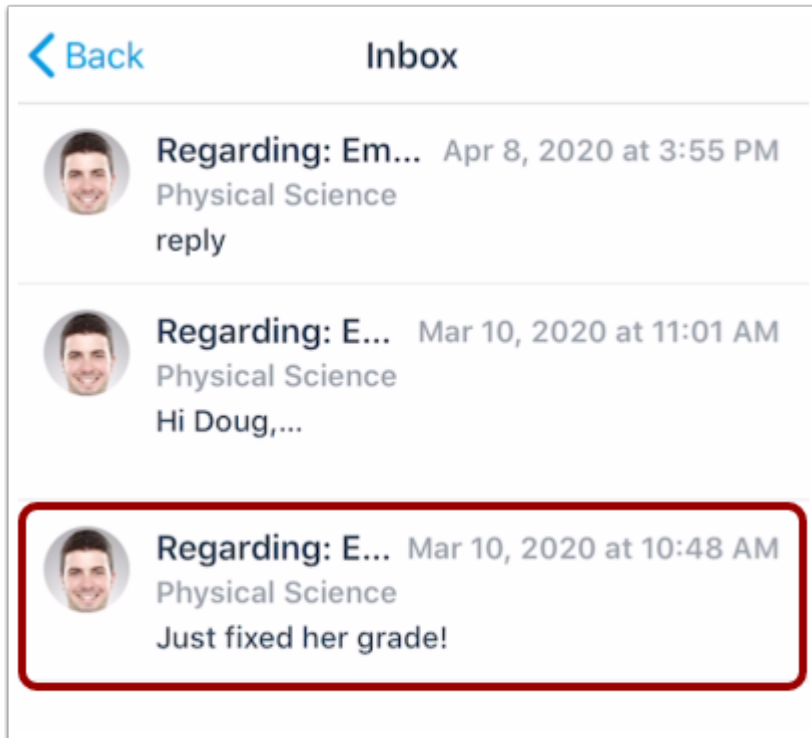 Back Inbox
Regarding: Em... Apr 8, 2020 at 3:55 PM
Physical Science
reply
Regarding: E... Mar 10, 2020 at 11:01 AM
Physical Science
Hi Doug,...
Regarding: E... Mar 10, 2020 at 10:48 AM
Physical Science
Just fixed her grade!